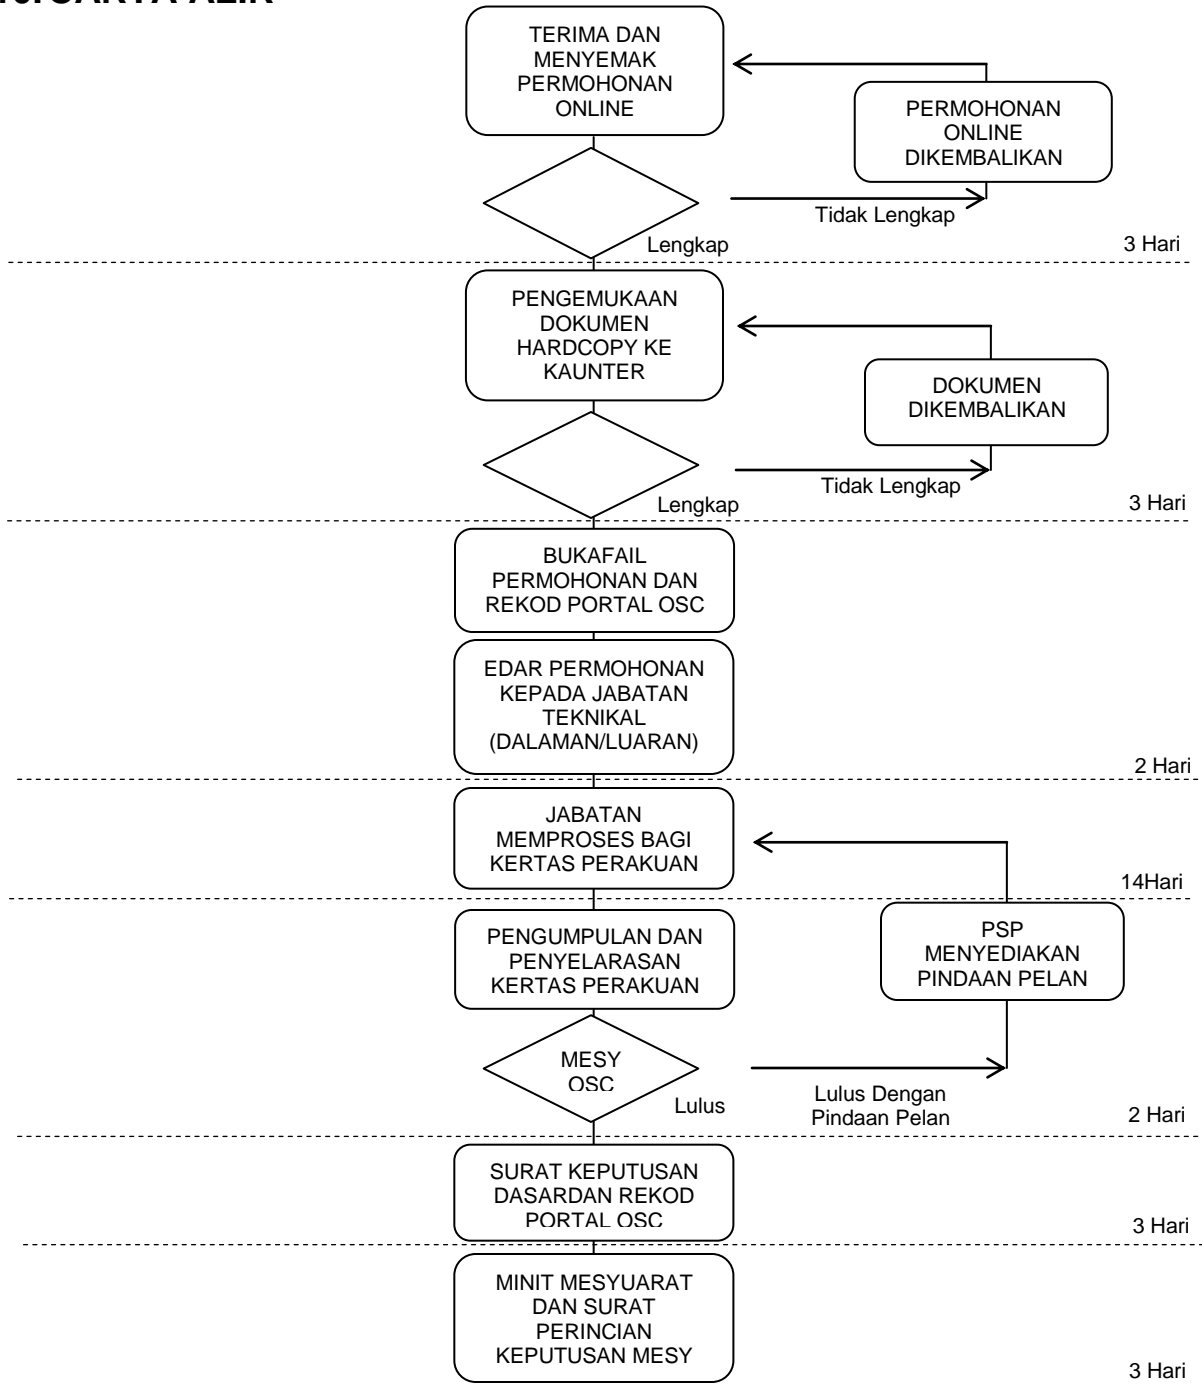 CARTA ALIR
TERIMA DAN
MENYEMAK
PERMOHONAN
ONLINE
PERMOHONAN
ONLINE
DIKEMBALIKAN
Tidak Lengkap
Lengkap
3 Hari
PENGEMUKAAN
DOKUMEN
HARDCOPY KE
KAUNTER
DOKUMEN
DIKEMBALIKAN
Tidak Lengkap
Lengkap
3 Hari
BUKAFAIL
PERMOHONAN DAN
REKOD PORTAL OSC
EDAR PERMOHONAN
KEPADA JABATAN
TEKNIKAL
(DALAMAN/LUARAN)
2 Hari
JABATAN
MEMPROSES BAGI
KERTAS PERAKUAN
14Hari
PENGUMPULAN DAN
PENYELARASAN
KERTAS PERAKUAN
PSP
MENYEDIAKAN
PINDAAN PELAN
MESY
OSC
Lulus
Lulus Dengan
Pindaan Pelan
2 Hari
SURAT KEPUTUSAN
DASARDAN REKOD
PORTAL OSC
3 Hari
MINIT MESYUARAT
DAN SURAT
PERINCIAN
KEPUTUSAN MESY
3 Hari